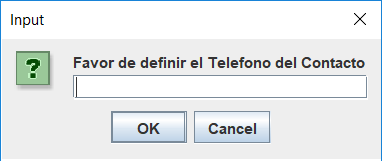 Input
Favor de definir el Telefono del Contacto
OK
Cancel